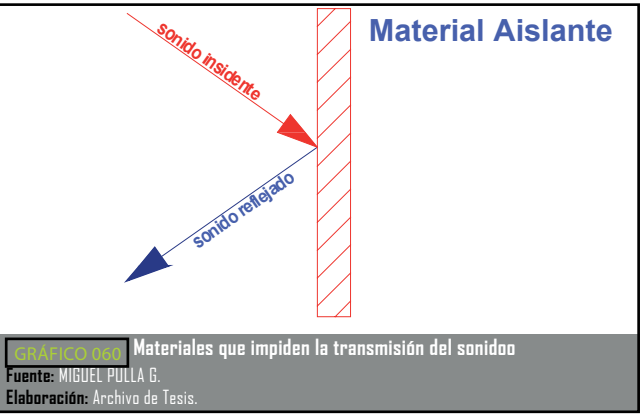 Material Aislante
sonido insidente
sonido reflejado
GRÁFICO 060 Materiales que impiden la transmisión del sonidoo
Fuente: MIGUEL PULLA G.
Elaboración: Archivo de Tesis.